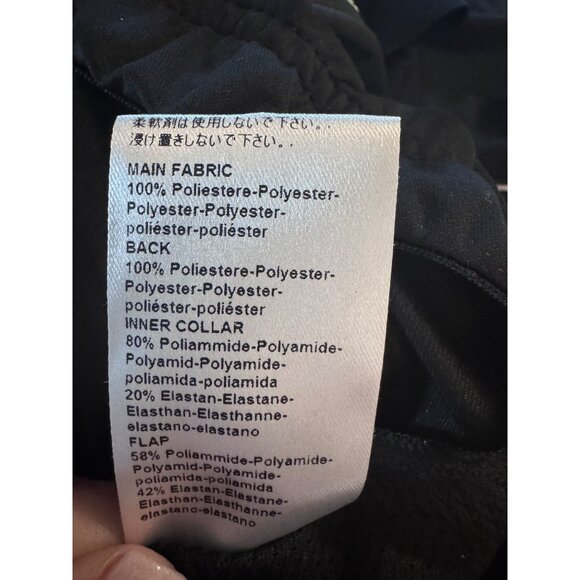 柔軟剤は使用しないで下さい。.
浸け置きしないで下さい。.
MAIN FABRIC
100% Poliestere-Polyester-
Polyester-Polyester-
poliéster-poliéster
BACK
100% Poliestere-Polyester-
Polyester-Polyester-
poliéster-poliéster
INNER COLLAR
80% Poliammide-Polyamide-
Polyamid-Polyamide-
poliamida-poliamida
20% Elastan-Elastane-
Elasthan-Elasthanne-
elastano-elastano
FLAP
58% Poliammide-Polyamide-
Polyamid-Polyamide-
poliamida-poliamida
42% Elastan-Elastane-
Elasthan-Elasthanne-
elastano-elastano